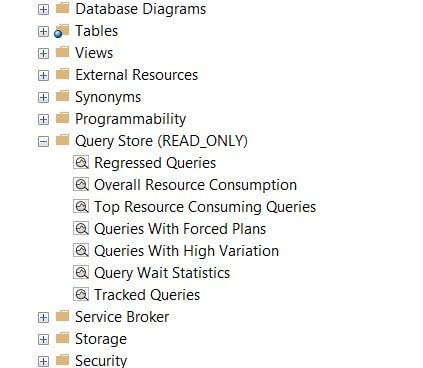 Database Diagrams
Tables
Views
External Resources
Synonyms
Programmability
Query Store (READ_ONLY)
Regressed Queries
Overall Resource Consumption
Top Resource Consuming Queries
Queries With Forced Plans
Queries With High Variation
Query Wait Statistics
Tracked Queries
Service Broker
Storage
Security